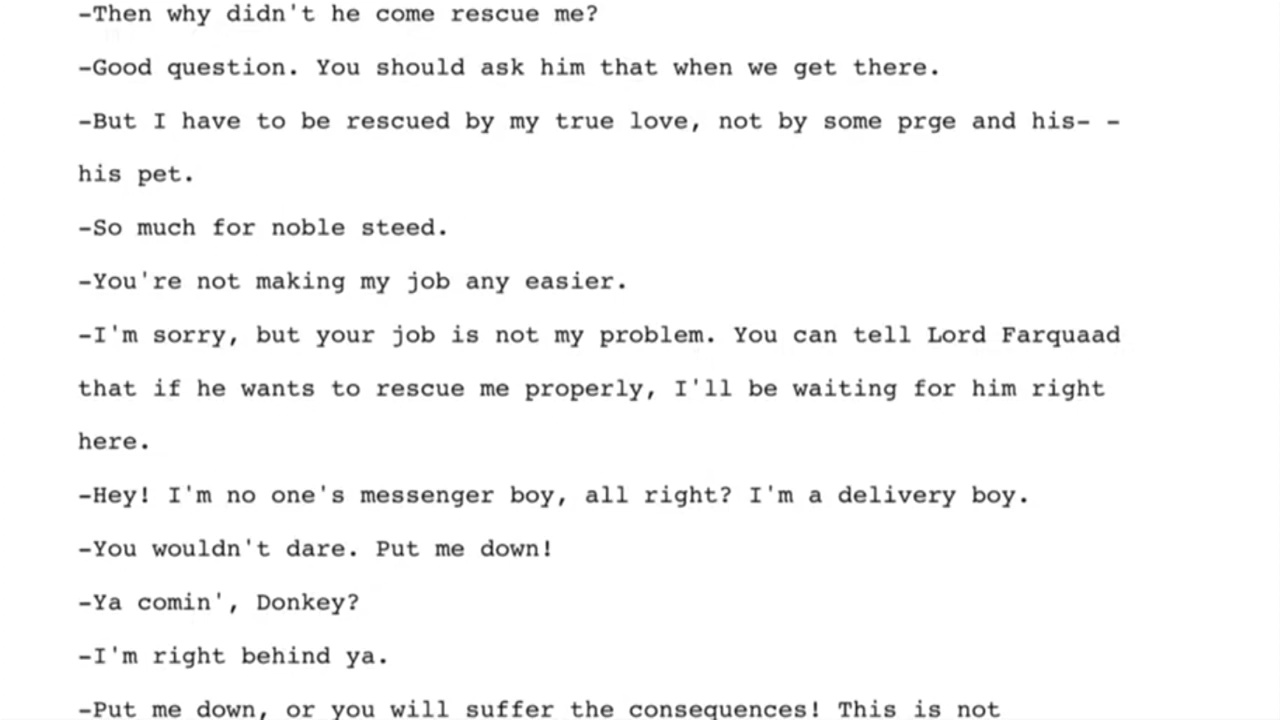 -Then why didn't he come rescue me?
-Good question. You should ask him that when we get there.
-But I have to be rescued by my true love, not by some prge and his- -
his pet.
-So much for noble steed.
-You're not making my job any easier.
-I'm sorry, but your job is not my problem. You can tell Lord Farquaad
that if he wants to rescue me properly, I'll be waiting for him right
here.
-Hey! I'm no one's messenger boy, all right? I'm a delivery boy.
-You wouldn't dare. Put me down!
-Ya comin', Donkey?
-I'm right behind ya.
-Put me down, or you will suffer the consequences! This is not